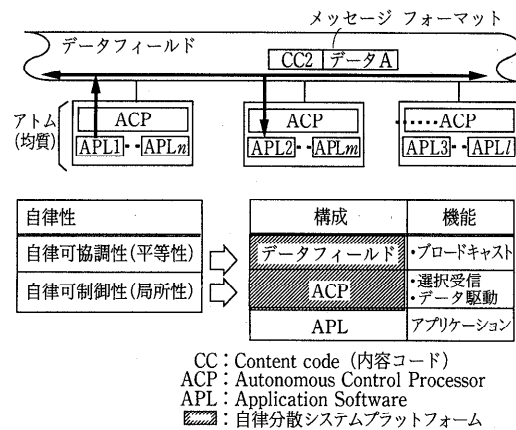 メッセージ フォーマット
データフィールド
CC2 データA
アトム
(均質)
ACP ACP ACP
APL1 APLn APL2 APLm APL3 APLl
自律性 構成 機能
自律可協調性(平等性) データフィールド ・ブロードキャスト
自律可制御性(局所性) ACP ・選択受信
・データ駆動
APL アプリケーション
CC：Content code (内容コード)
ACP：Autonomous Control Processor
APL：Application Software
：自律分散システムプラットフォーム